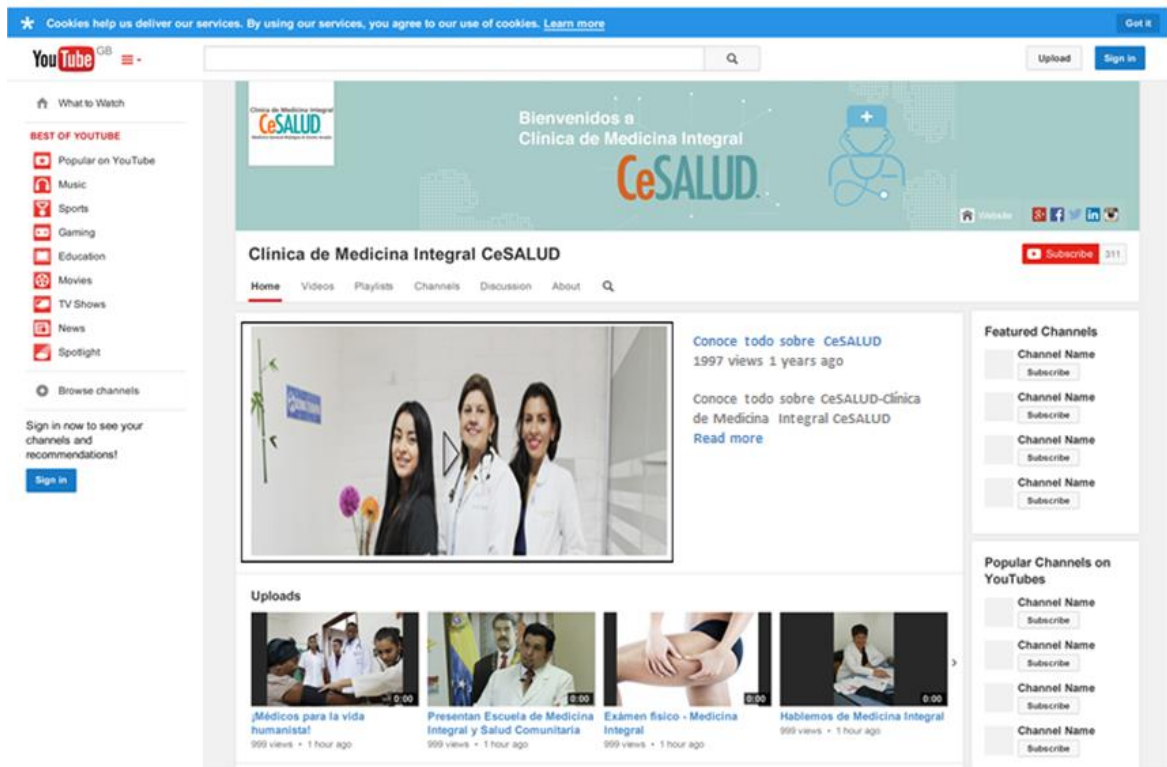 Cookies help us deliver our services. By using our services, you agree to our use of cookies. Learn more
Got it
YouTube GB
Upload
Sign in
What to Watch
BEST OF YOUTUBE
Popular on YouTube
Music
Sports
Gaming
Education
Movies
TV Shows
News
Spotlight
Browse channels
Sign in now to see your
channels and
recommendations!
Sign in
Clínica de Medicina Integral
CeSALUD
Bienvenidos a
Clínica de Medicina Integral
CeSALUD.
Website
Clínica de Medicina Integral CeSALUD
Subscribe 311
Home Videos Playlists Channels Discussion About
Conoce todo sobre CeSALUD
1997 views 1 years ago
Conoce todo sobre CeSALUD-Clínica
de Medicina Integral CeSALUD
Read more
Uploads
0:00
¡Médicos para la vida
humanista!
999 views • 1 hour ago
0:00
Presentan Escuela de Medicina
Integral y Salud Comunitaria
999 views • 1 hour ago
0:00
Exámen físico - Medicina
Integral
999 views • 1 hour ago
0:00
Hablemos de Medicina Integral
999 views • 1 hour ago
Featured Channels
Channel Name
Subscribe
Channel Name
Subscribe
Channel Name
Subscribe
Channel Name
Subscribe
Popular Channels on
YouTubes
Channel Name
Subscribe
Channel Name
Subscribe
Channel Name
Subscribe
Channel Name
Subscribe